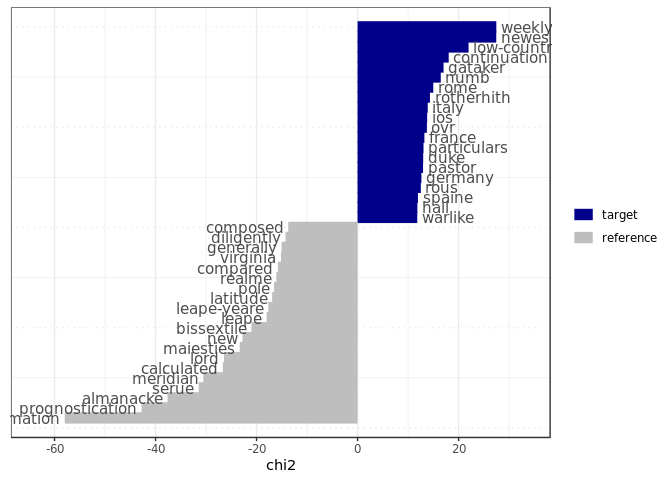 weekly
newes
low-countr
continuation
gataker
numb
rome
rotherhith
italy
ios
ovr
france
particulars
duke
pastor
germany
rous
spaine
hall
warlike
composed
diligently
generally
virginia
compared
realme
pole
latitude
leape-yeare
leape
bissextile
new
maiesties
lord
calculated
meridian
serue
almanacke
prognostication
mation
-60 -40 -20 0 20
chi2
target
reference